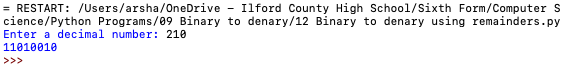 = RESTART: /Users/arsha/OneDrive - Ilford County High School/Sixth Form/Computer S
cience/Python Programs/09 Binary to denary/12 Binary to denary using remainders.py
Enter a decimal number: 210
11010010
>>>